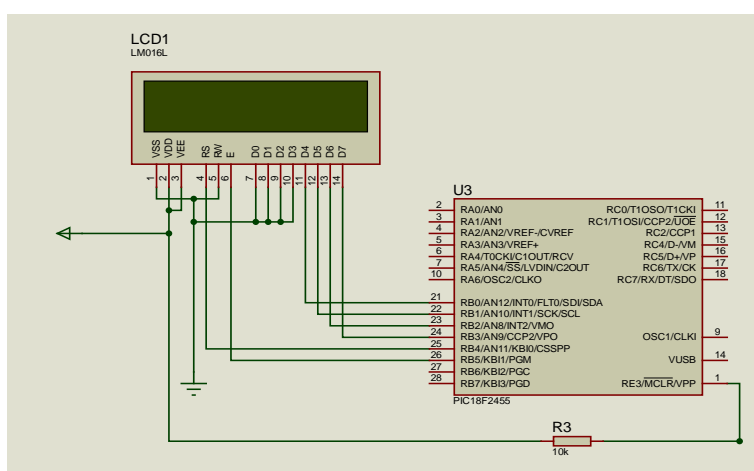 LCD1
LM016L
VSS
VDD
VEE
RS
RW
E
D0
D1
D2
D3
D4
D5
D6
D7
1
2
3
4
5
6
7
8
9
10
11
12
13
14
U3
2 RA0/AN0 RC0/T1OSO/T1CKI 11
3 RA1/AN1 RC1/T1OSI/CCP2/UOE 12
4 RA2/AN2/VREF-/CVREF RC2/CCP1 13
5 RA3/AN3/VREF+ RC4/D-/VM 15
6 RA4/T0CKI/C1OUT/RCV RC5/D+/VP 16
7 RA5/AN4/SS/LVDIN/C2OUT RC6/TX/CK 17
10 RA6/OSC2/CLKO RC7/RX/DT/SDO 18
21 RB0/AN12/INT0/FLT0/SDI/SDA
22 RB1/AN10/INT1/SCK/SCL
23 RB2/AN8/INT2/VMO
24 RB3/AN9/CCP2/VPO OSC1/CLKI 9
25 RB4/AN11/KBI0/CSSPP
26 RB5/KBI1/PGM VUSB 14
27 RB6/KBI2/PGC
28 RB7/KBI3/PGD RE3/MCLR/VPP 1
PIC18F2455
R3
10k